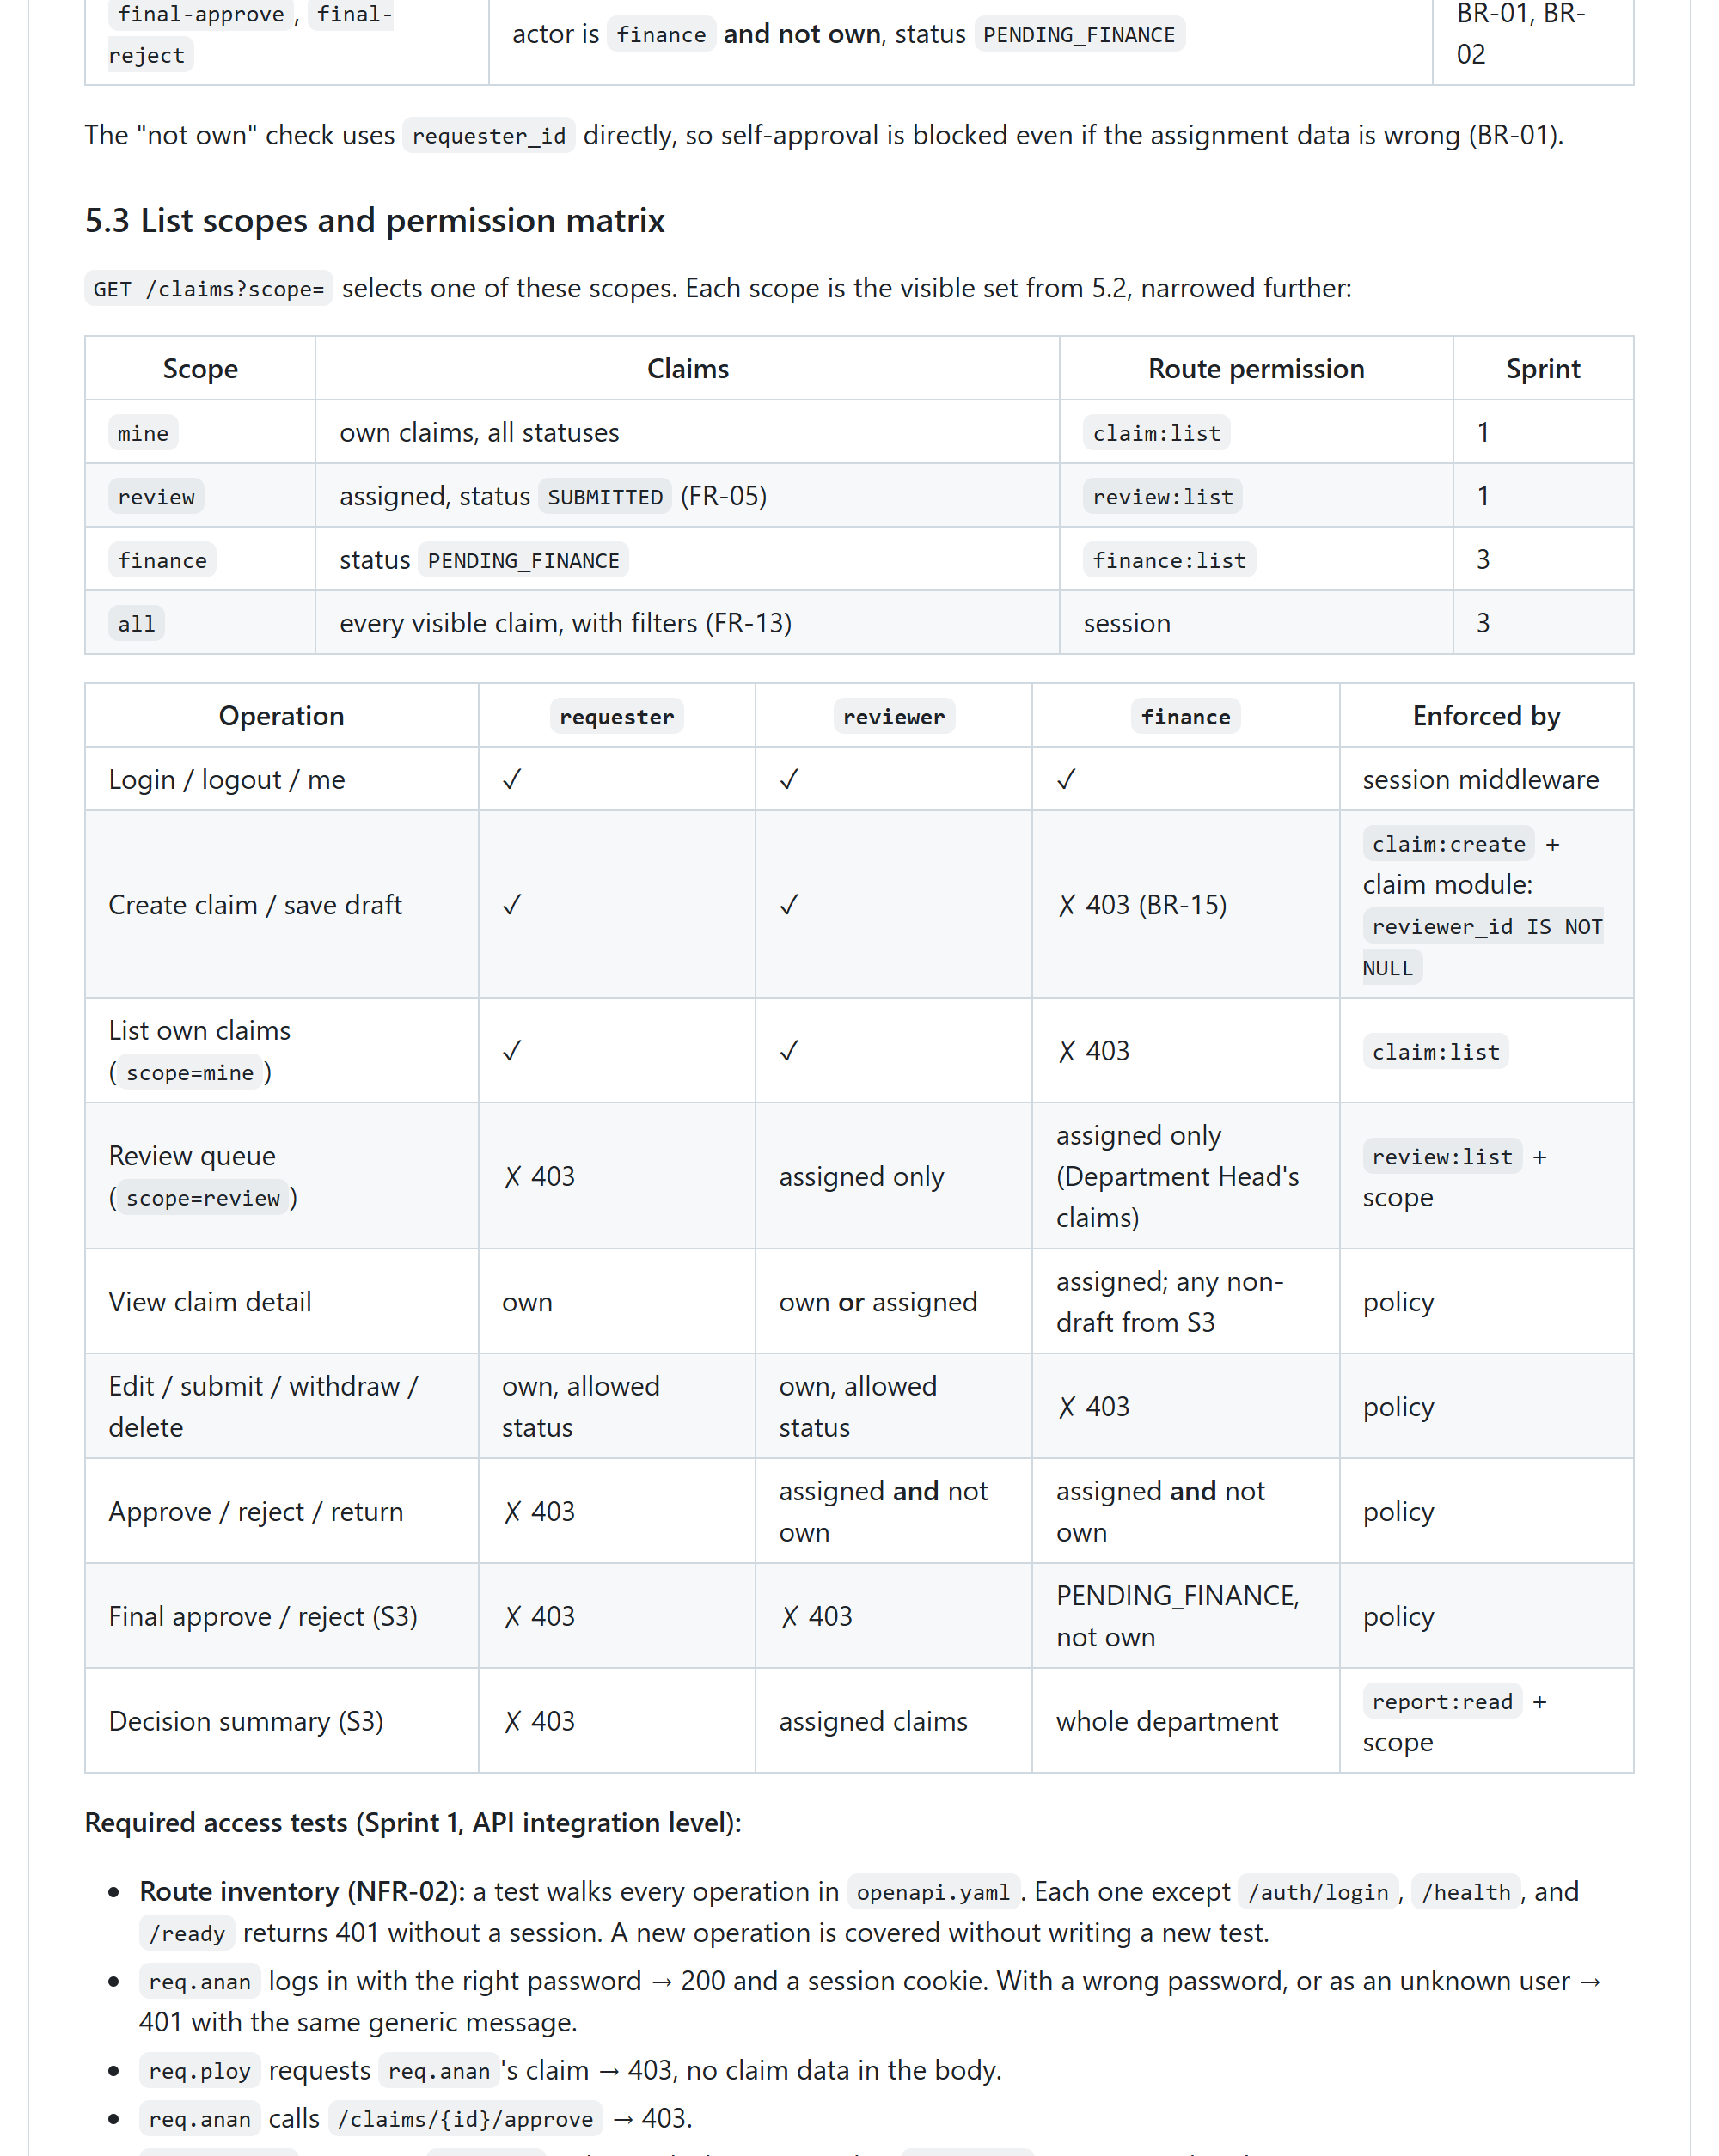 final-approve, final-
reject
actor is finance and not own, status PENDING_FINANCE
BR-01, BR-
02
The "not own" check uses requester_id directly, so self-approval is blocked even if the assignment data is wrong (BR-01).
5.3 List scopes and permission matrix
GET /claims?scope= selects one of these scopes. Each scope is the visible set from 5.2, narrowed further:
Scope Claims Route permission Sprint
mine own claims, all statuses claim:list 1
review assigned, status SUBMITTED (FR-05) review:list 1
finance status PENDING_FINANCE finance:list 3
all every visible claim, with filters (FR-13) session 3
Operation requester reviewer finance Enforced by
Login / logout / me ✓ ✓ ✓ session middleware
Create claim / save draft ✓ ✓ ✗ 403 (BR-15)
claim:create +
claim module:
reviewer_id IS NOT
NULL
List own claims
(scope=mine)
✓ ✓ ✗ 403 claim:list
Review queue
(scope=review)
✗ 403 assigned only
assigned only
(Department Head's
claims)
review:list +
scope
View claim detail own own or assigned
assigned; any non-
draft from S3
policy
Edit / submit / withdraw /
delete
own, allowed
status
own, allowed
status
✗ 403 policy
Approve / reject / return ✗ 403
assigned and not
own
assigned and not
own
policy
Final approve / reject (S3) ✗ 403 ✗ 403
PENDING_FINANCE,
not own
policy
Decision summary (S3) ✗ 403 assigned claims whole department
report:read +
scope
Required access tests (Sprint 1, API integration level):
• Route inventory (NFR-02): a test walks every operation in openapi.yaml. Each one except /auth/login, /health, and
/ready returns 401 without a session. A new operation is covered without writing a new test.
• req.anan logs in with the right password → 200 and a session cookie. With a wrong password, or as an unknown user →
401 with the same generic message.
• req.ploy requests req.anan's claim → 403, no claim data in the body.
• req.anan calls /claims/{id}/approve → 403.